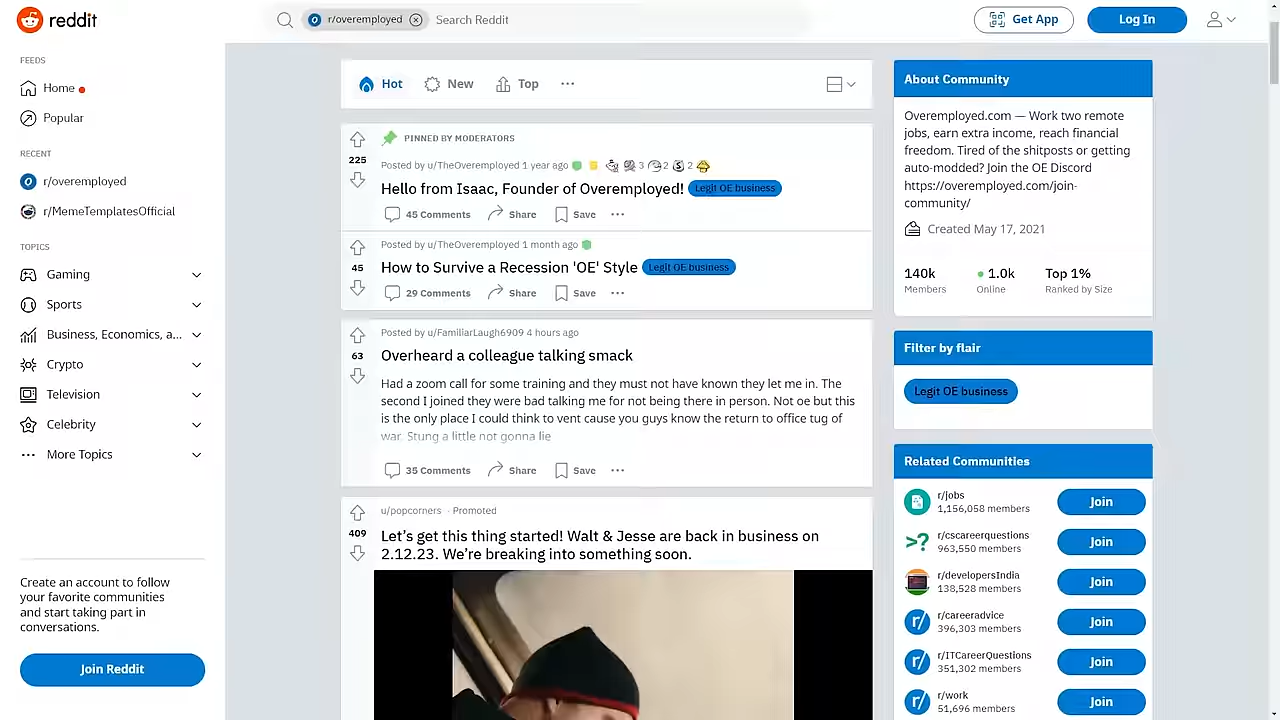 reddit
r/overemployed
Search Reddit
Get App
Log In
FEEDS
Home
Popular
RECENT
r/overemployed
r/MemeTemplatesOfficial
TOPICS
Gaming
Sports
Business, Economics, a...
Crypto
Television
Celebrity
More Topics
Create an account to follow
your favorite communities
and start taking part in
conversations.
Join Reddit
Hot
New
Top
PINNED BY MODERATORS
225
Posted by u/TheOveremployed 1 year ago 3 2 2
Hello from Isaac, Founder of Overemployed! Legit OE business
45 Comments Share Save
Posted by u/TheOveremployed 1 month ago
45
How to Survive a Recession 'OE' Style Legit OE business
29 Comments Share Save
Posted by u/FamiliarLaugh6909 4 hours ago
63
Overheard a colleague talking smack
Had a zoom call for some training and they must not have known they let me in. The
second I joined they were bad talking me for not being there in person. Not oe but this
is the only place I could think to vent cause you guys know the return to office tug of
war. Stung a little not gonna lie
35 Comments Share Save
u/popcorners · Promoted
409
Let's get this thing started! Walt & Jesse are back in business on
2.12.23. We're breaking into something soon.
About Community
Overemployed.com — Work two remote
jobs, earn extra income, reach financial
freedom. Tired of the shitposts or getting
auto-modded? Join the OE Discord
https://overemployed.com/join-
community/
Created May 17, 2021
140k 1.0k Top 1%
Members Online Ranked by Size
Filter by flair
Legit OE business
Related Communities
r/jobs
1,156,058 members
Join
r/cscareerquestions
963,550 members
Join
r/developersIndia
138,528 members
Join
r/careeradvice
396,303 members
Join
r/ITCareerQuestions
351,302 members
Join
r/work
51,696 members
Join